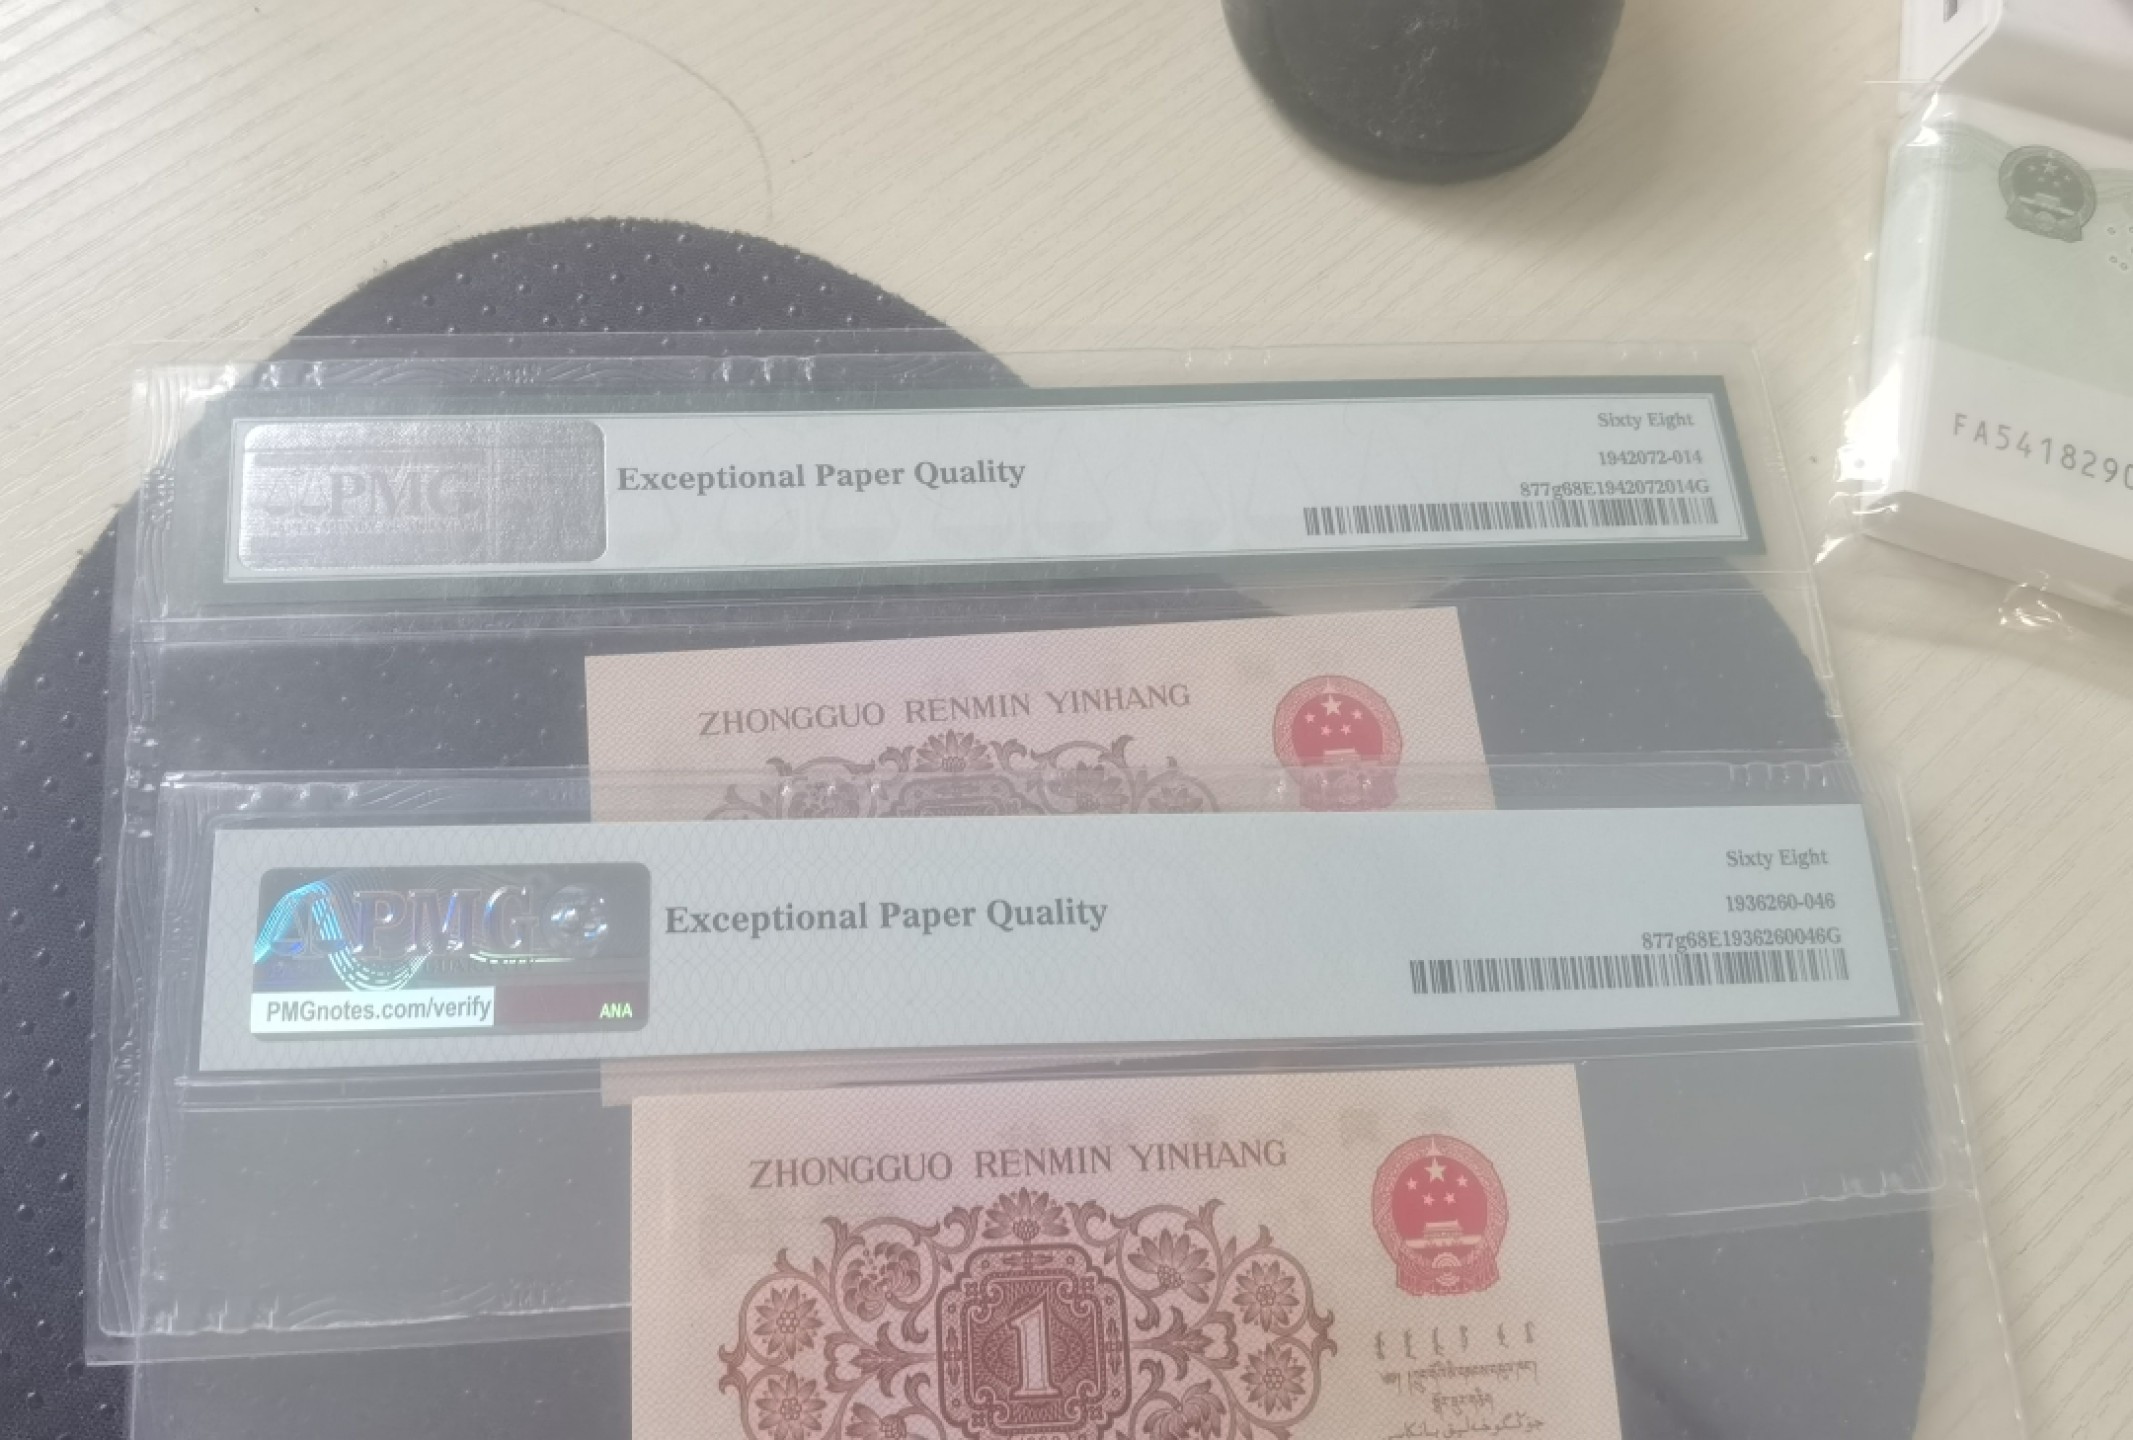 Sixty Eight
PMG
Exceptional Paper Quality
1942072-014
877g68E1942072014G
FA5418290
ZHONGGUO RENMIN YINHANG
Sixty Eight
PMG
Exceptional Paper Quality
1936260-046
877g68E1936260046G
PMGnotes.com/verify
ANA
ZHONGGUO RENMIN YINHANG
1